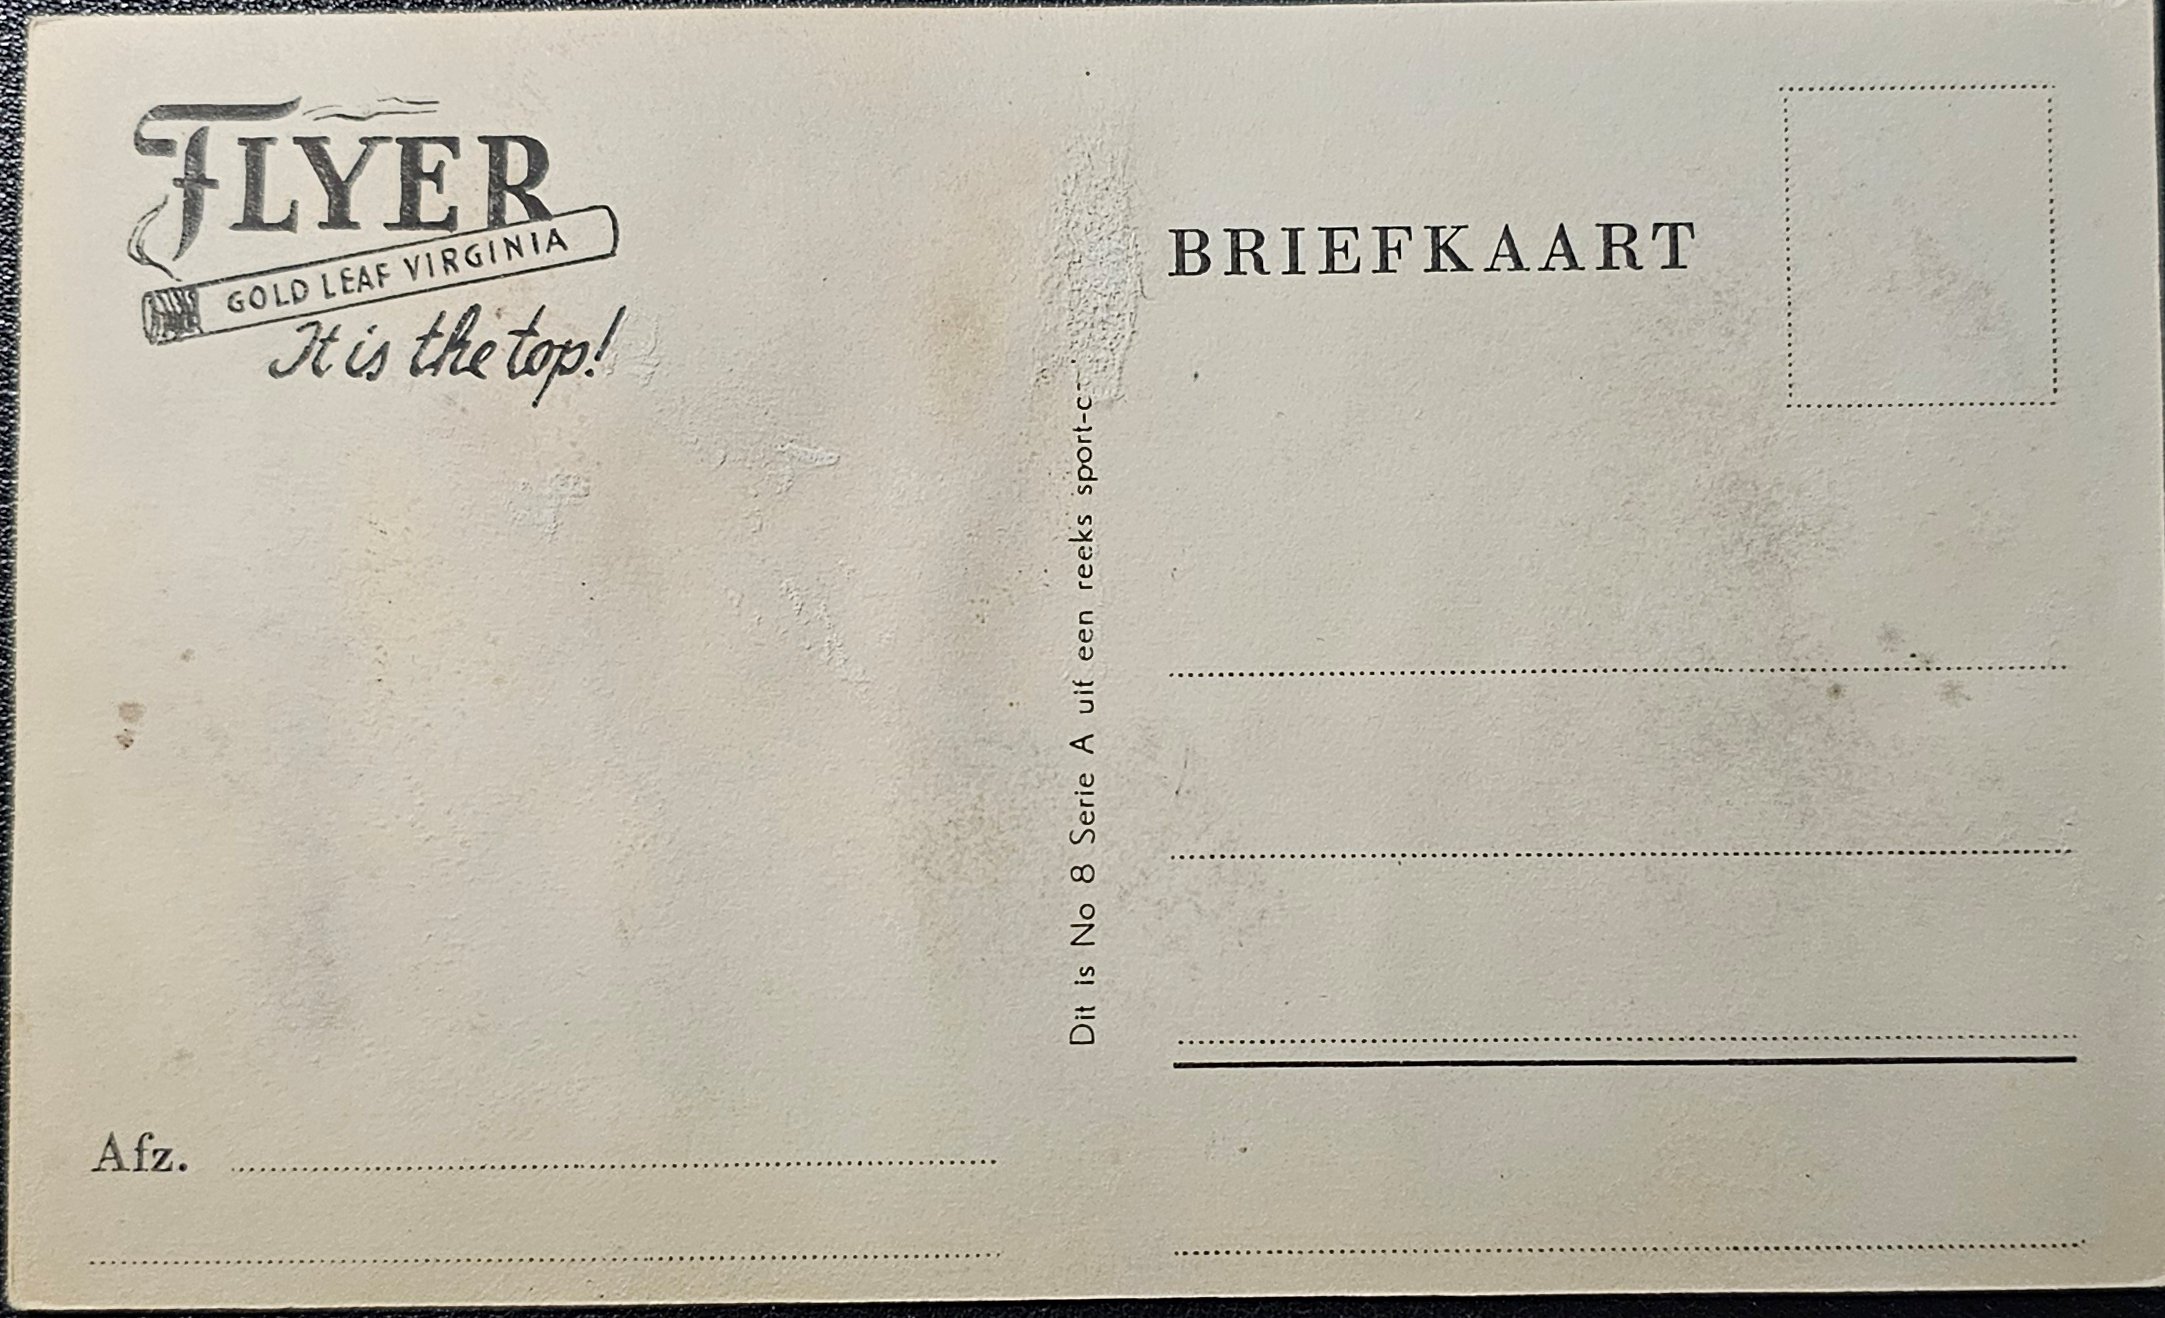 FLYER
GOLD LEAF VIRGINIA
It is the top!
BRIEFKAART
Dit is No 8 Serie A uit een reeks sport-c
Afz.